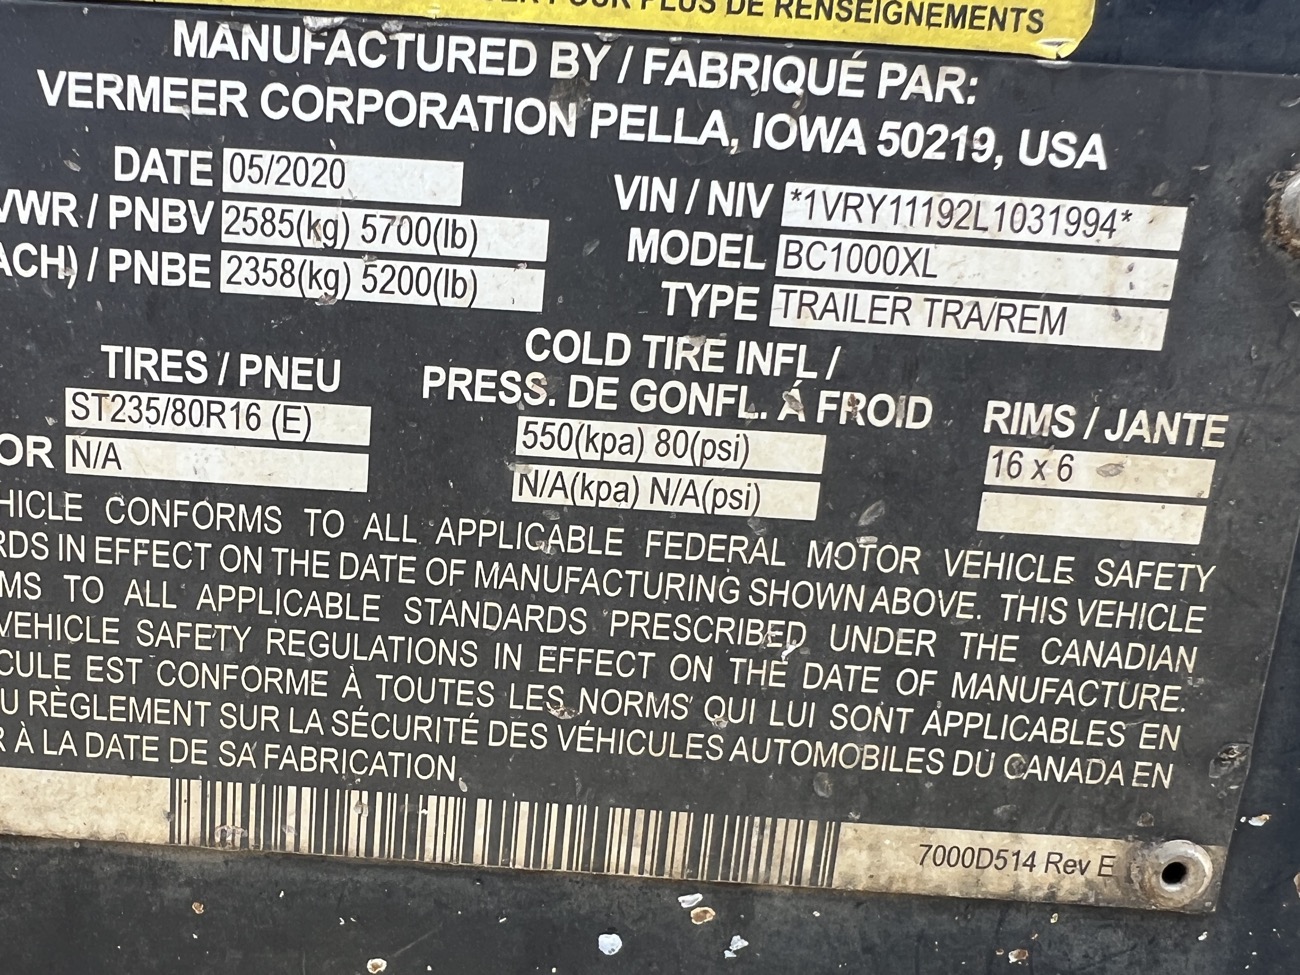 POUR PLUS DE RENSEIGNEMENTS
MANUFACTURED BY / FABRIQUÉ PAR:
VERMEER CORPORATION PELLA, IOWA 50219, USA
DATE 05/2020
VWR / PNBV 2585(kg) 5700(lb)
ACH) / PNBE 2358(kg) 5200(lb)
VIN / NIV *1VRY11192L1031994*
MODEL BC1000XL
TYPE TRAILER TRA/REM
TIRES / PNEU
COLD TIRE INFL /
PRESS. DE GONFL. Á FROID
RIMS / JANTE
ST235/80R16 (E) 550(kpa) 80(psi) 16 x 6
OR N/A N/A(kpa) N/A(psi)
HICLE CONFORMS TO ALL APPLICABLE FEDERAL MOTOR VEHICLE SAFETY
RDS IN EFFECT ON THE DATE OF MANUFACTURING SHOWN ABOVE. THIS VEHICLE
MS TO ALL APPLICABLE STANDARDS PRESCRIBED UNDER THE CANADIAN
VEHICLE SAFETY REGULATIONS IN EFFECT ON THE DATE OF MANUFACTURE.
CULE EST CONFORME À TOUTES LES NORMS QUI LUI SONT APPLICABLES EN
U RÈGLEMENT SUR LA SÉCURITÉ DES VÉHICULES AUTOMOBILES DU CANADA EN
R À LA DATE DE SA FABRICATION.
7000D514 Rev E